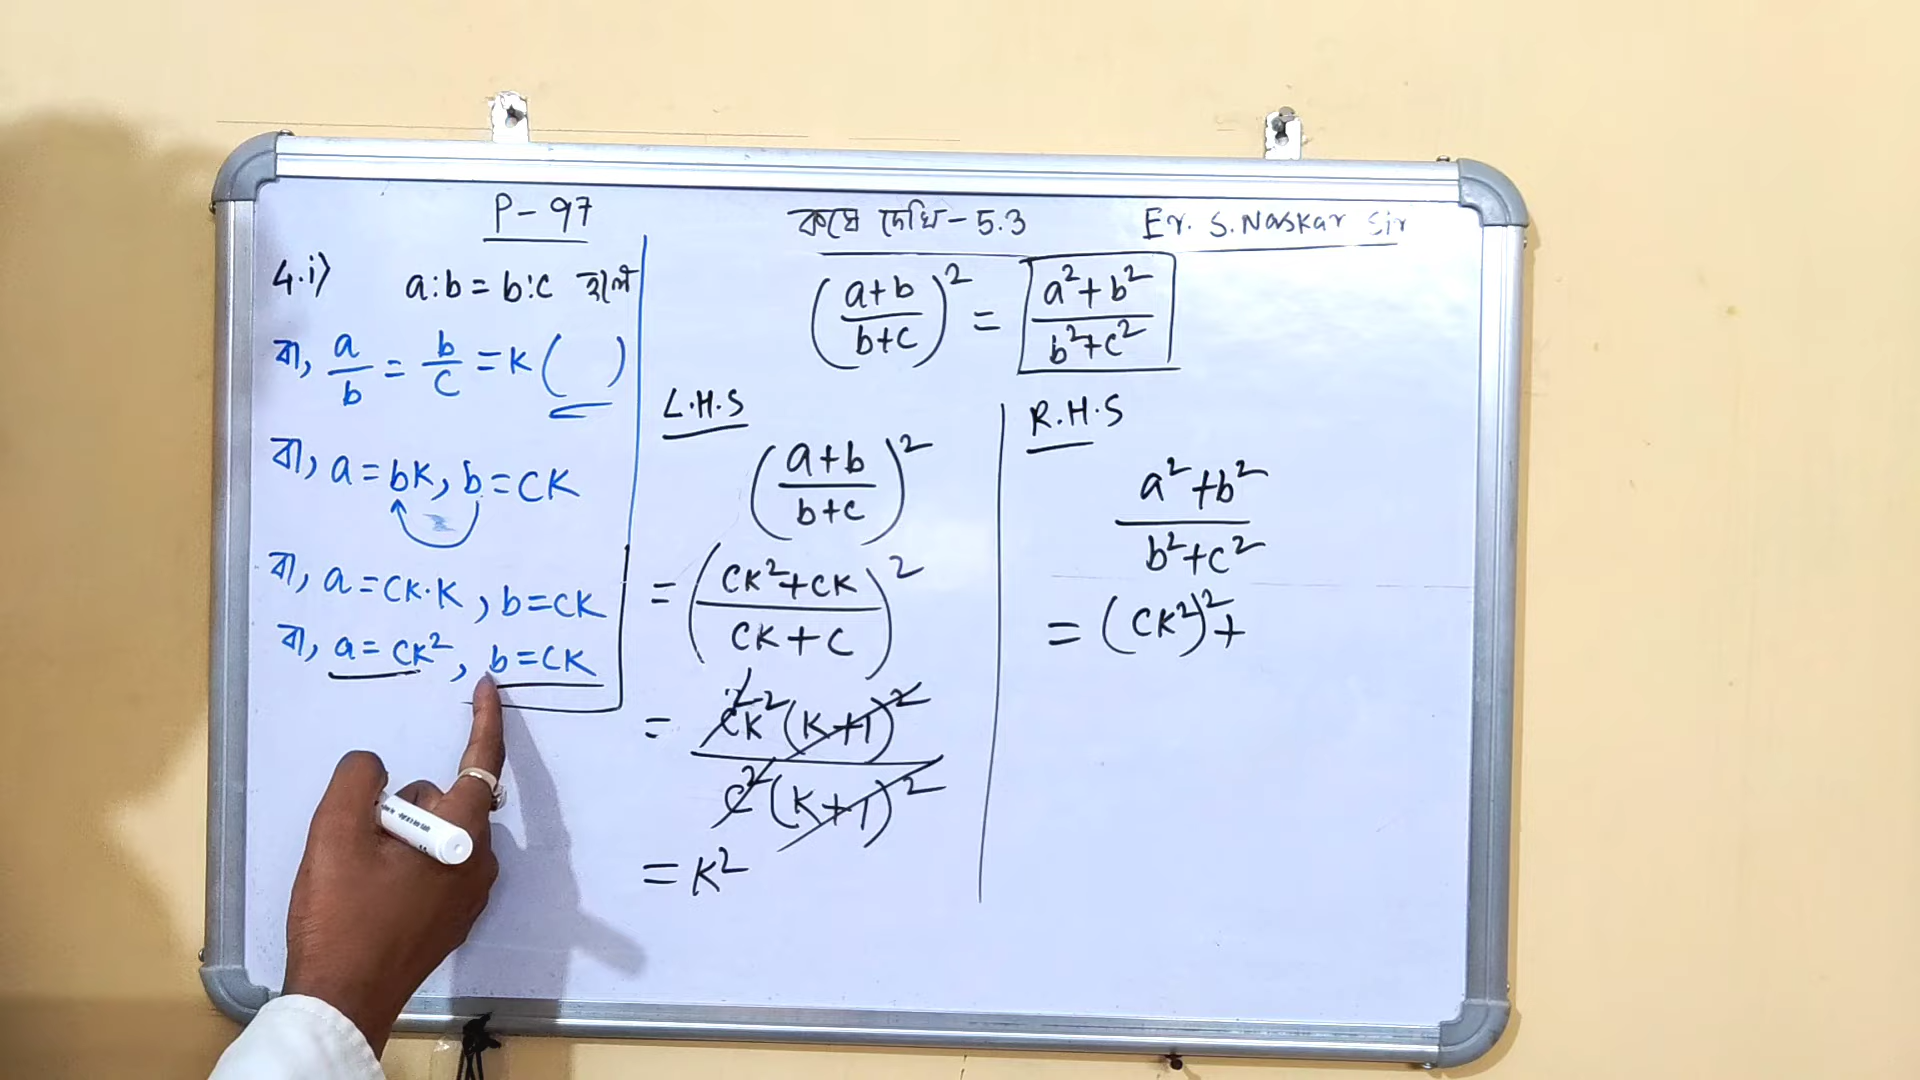 P-97
কষে দেখি-5.3
Er. S.Naskar Sir
4.i) a:b = b:c হলে
(a+b/b+c)² = a²+b²/b²+c²
বা, a/b = b/c = K ( )
বা, a = bK, b = CK
বা, a = CK·K, b = CK
বা, a = CK², b = CK
L.H.S
(a+b/b+c)²
= (CK²+CK/CK+C)²
= C²K²(K+1)²/C²(K+1)²
= K²
R.H.S
a²+b²/b²+c²
= (CK²)²+